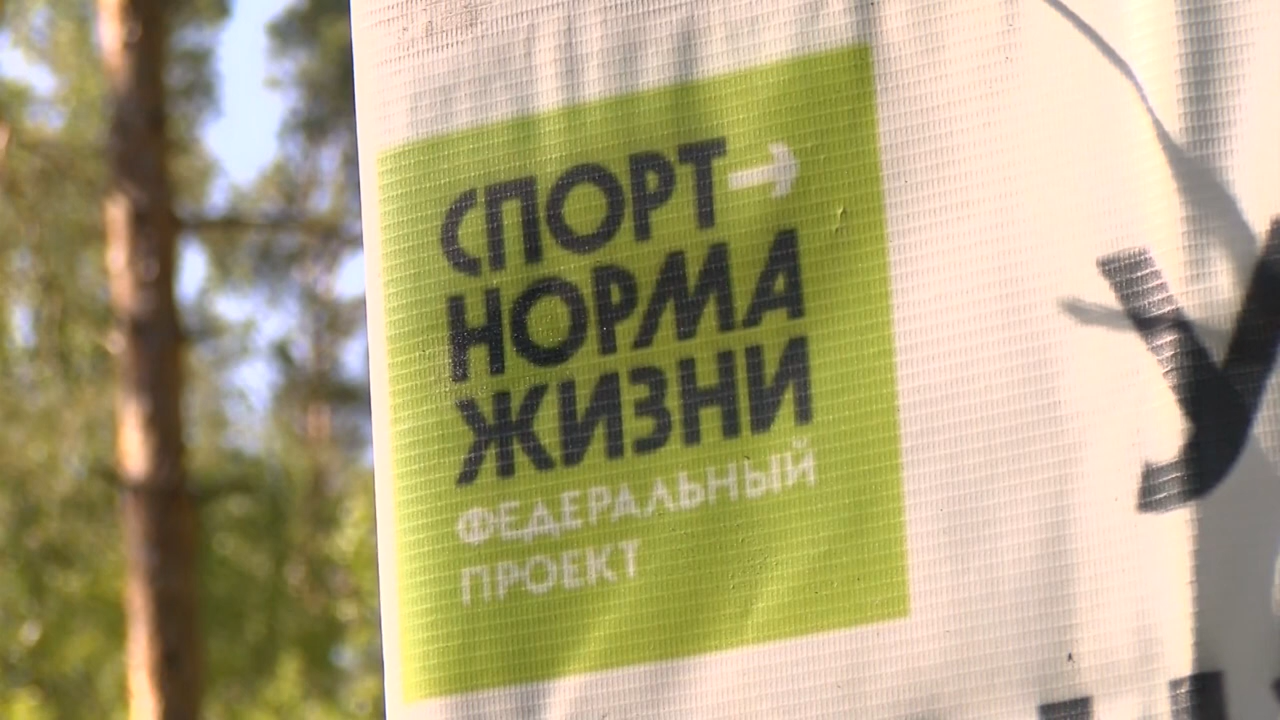 СПОРТ→
НОРМА
ЖИЗНИ
ФЕДЕРАЛЬНЫЙ
ПРОЕКТ
У